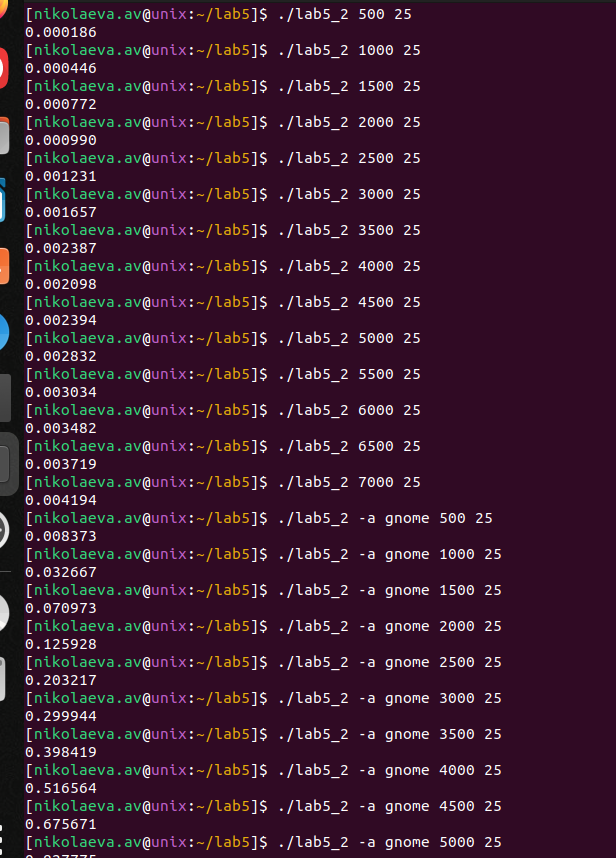 [nikolaeva.av@unix:~/lab5]$ ./lab5_2 500 25
0.000186
[nikolaeva.av@unix:~/lab5]$ ./lab5_2 1000 25
0.000446
[nikolaeva.av@unix:~/lab5]$ ./lab5_2 1500 25
0.000772
[nikolaeva.av@unix:~/lab5]$ ./lab5_2 2000 25
0.000990
[nikolaeva.av@unix:~/lab5]$ ./lab5_2 2500 25
0.001231
[nikolaeva.av@unix:~/lab5]$ ./lab5_2 3000 25
0.001657
[nikolaeva.av@unix:~/lab5]$ ./lab5_2 3500 25
0.002387
[nikolaeva.av@unix:~/lab5]$ ./lab5_2 4000 25
0.002098
[nikolaeva.av@unix:~/lab5]$ ./lab5_2 4500 25
0.002394
[nikolaeva.av@unix:~/lab5]$ ./lab5_2 5000 25
0.002832
[nikolaeva.av@unix:~/lab5]$ ./lab5_2 5500 25
0.003034
[nikolaeva.av@unix:~/lab5]$ ./lab5_2 6000 25
0.003482
[nikolaeva.av@unix:~/lab5]$ ./lab5_2 6500 25
0.003719
[nikolaeva.av@unix:~/lab5]$ ./lab5_2 7000 25
0.004194
[nikolaeva.av@unix:~/lab5]$ ./lab5_2 -a gnome 500 25
0.008373
[nikolaeva.av@unix:~/lab5]$ ./lab5_2 -a gnome 1000 25
0.032667
[nikolaeva.av@unix:~/lab5]$ ./lab5_2 -a gnome 1500 25
0.070973
[nikolaeva.av@unix:~/lab5]$ ./lab5_2 -a gnome 2000 25
0.125928
[nikolaeva.av@unix:~/lab5]$ ./lab5_2 -a gnome 2500 25
0.203217
[nikolaeva.av@unix:~/lab5]$ ./lab5_2 -a gnome 3000 25
0.299944
[nikolaeva.av@unix:~/lab5]$ ./lab5_2 -a gnome 3500 25
0.398419
[nikolaeva.av@unix:~/lab5]$ ./lab5_2 -a gnome 4000 25
0.516564
[nikolaeva.av@unix:~/lab5]$ ./lab5_2 -a gnome 4500 25
0.675671
[nikolaeva.av@unix:~/lab5]$ ./lab5_2 -a gnome 5000 25